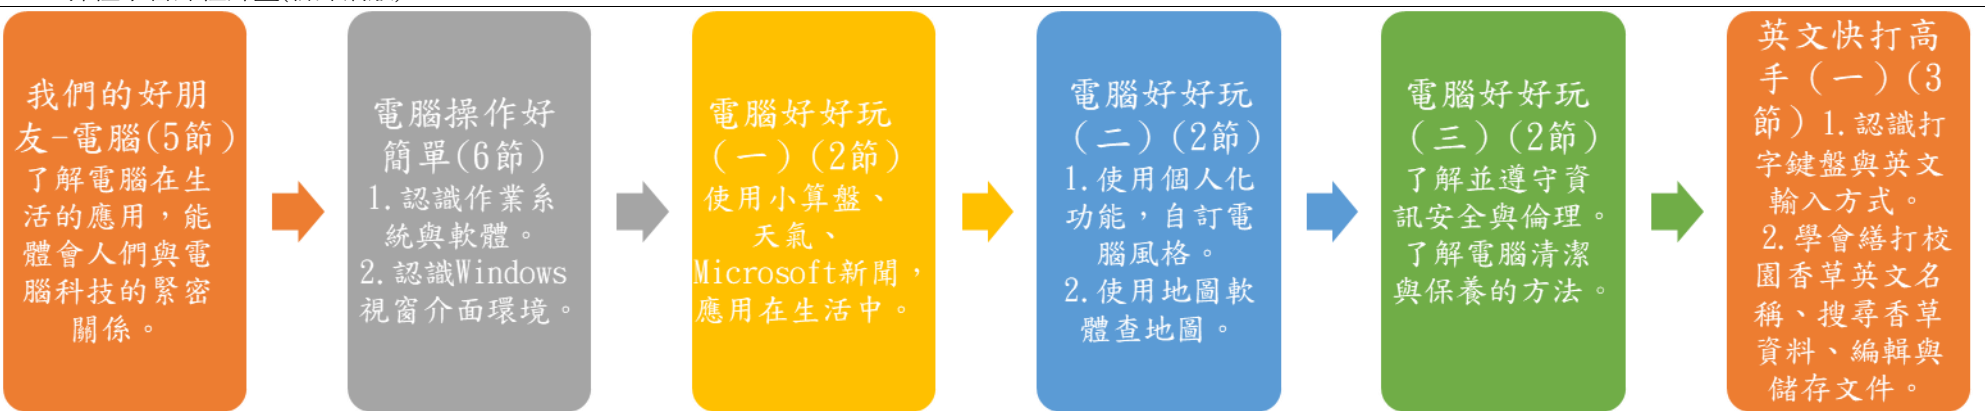 我們的好朋
友-電腦(5節)
了解電腦在生
活的應用，能
體會人們與電
腦科技的緊密
關係。
電腦操作好
簡單(6節)
1.認識作業系
統與軟體。
2.認識Windows
視窗介面環境。
電腦好好玩
（一）(2節)
使用小算盤、
天氣、
Microsoft新聞，
應用在生活中。
電腦好好玩
（二）(2節)
1.使用個人化
功能，自訂電
腦風格。
2.使用地圖軟
體查地圖。
電腦好好玩
（三）(2節)
了解並遵守資
訊安全與倫理。
了解電腦清潔
與保養的方法。
英文快打高
手（一）(3
節）1.認識打
字鍵盤與英文
輸入方式。
2.學會繕打校
園香草英文名
稱、搜尋香草
資料、編輯與
儲存文件。